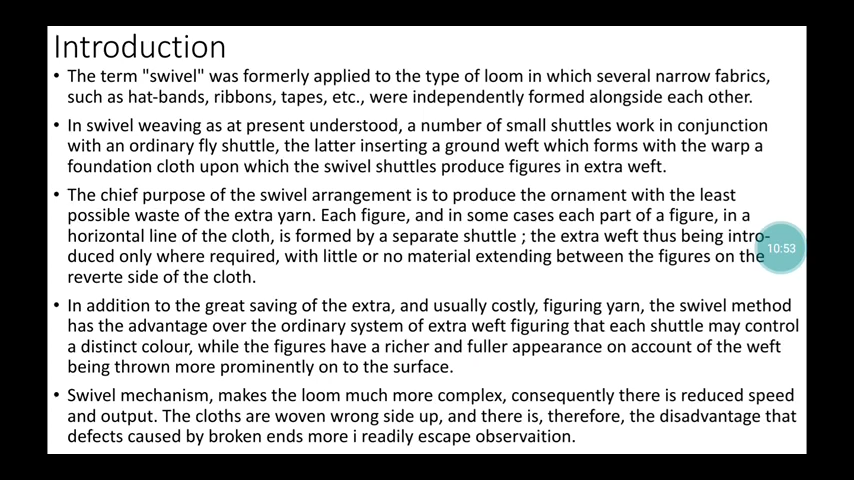 Introduction
• The term "swivel" was formerly applied to the type of loom in which several narrow fabrics,
such as hat-bands, ribbons, tapes, etc., were independently formed alongside each other.
• In swivel weaving as at present understood, a number of small shuttles work in conjunction
with an ordinary fly shuttle, the latter inserting a ground weft which forms with the warp a
foundation cloth upon which the swivel shuttles produce figures in extra weft.
• The chief purpose of the swivel arrangement is to produce the ornament with the least
possible waste of the extra yarn. Each figure, and in some cases each part of a figure, in a
horizontal line of the cloth, is formed by a separate shuttle ; the extra weft thus being intro-
duced only where required, with little or no material extending between the figures on the
reverte side of the cloth.
10:53
• In addition to the great saving of the extra, and usually costly, figuring yarn, the swivel method
has the advantage over the ordinary system of extra weft figuring that each shuttle may control
a distinct colour, while the figures have a richer and fuller appearance on account of the weft
being thrown more prominently on to the surface.
• Swivel mechanism, makes the loom much more complex, consequently there is reduced speed
and output. The cloths are woven wrong side up, and there is, therefore, the disadvantage that
defects caused by broken ends more i readily escape observaition.